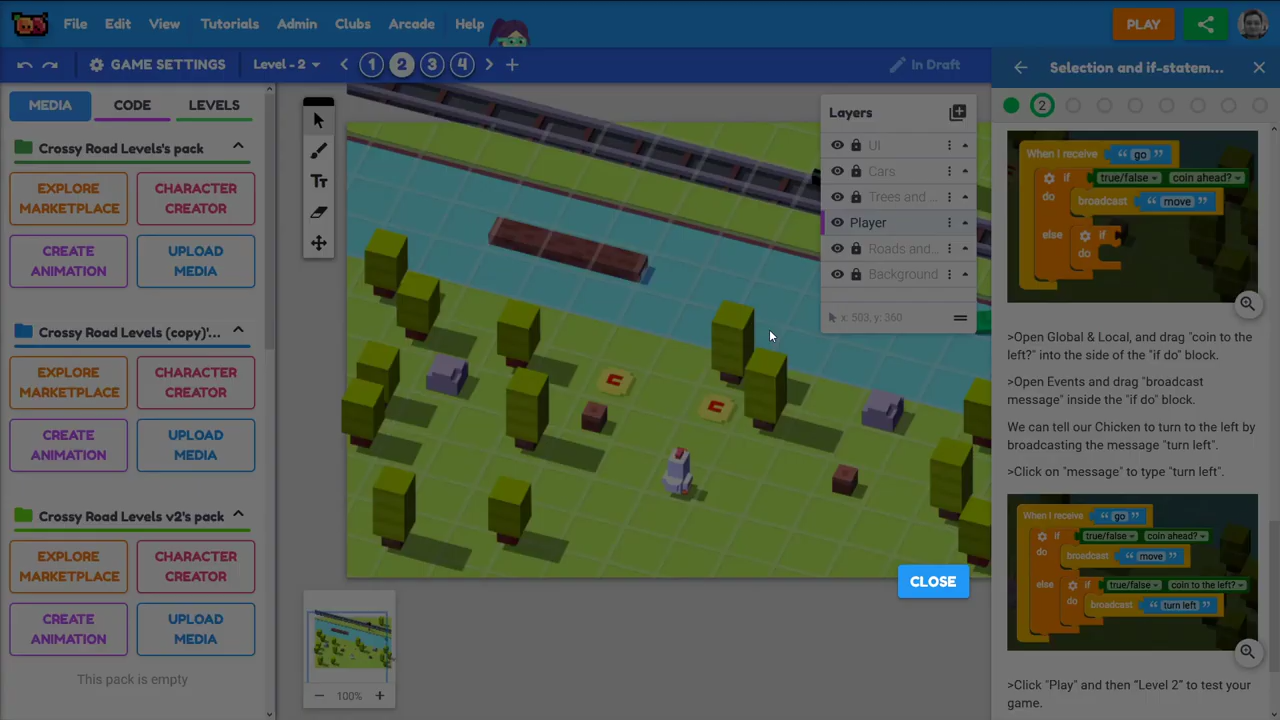 File Edit View Tutorials Admin Clubs Arcade Help PLAY
GAME SETTINGS Level - 2 1 2 3 4 In Draft
Selection and if-statem...
MEDIA CODE LEVELS
2
Crossy Road Levels's pack
EXPLORE MARKETPLACE
CHARACTER CREATOR
CREATE ANIMATION
UPLOAD MEDIA
Crossy Road Levels (copy)'...
EXPLORE MARKETPLACE
CHARACTER CREATOR
CREATE ANIMATION
UPLOAD MEDIA
Crossy Road Levels v2's pack
EXPLORE MARKETPLACE
CHARACTER CREATOR
CREATE ANIMATION
UPLOAD MEDIA
This pack is empty
Tt
Layers
UI
Cars
Trees and ...
Player
Roads and...
Background
x: 503, y: 360
CLOSE
100%
When I receive “ go ”
if true/false coin ahead?
do broadcast “ move ”
else if
do
>Open Global & Local, and drag "coin to the
left?" into the side of the "if do" block.
>Open Events and drag "broadcast
message" inside the "if do" block.
We can tell our Chicken to turn to the left by
broadcasting the message "turn left".
>Click on "message" to type "turn left".
When I receive “ go ”
if true/false coin ahead?
do broadcast “ move ”
else if true/false coin to the left?
do broadcast “ turn left ”
>Click "Play" and then "Level 2" to test your
game.